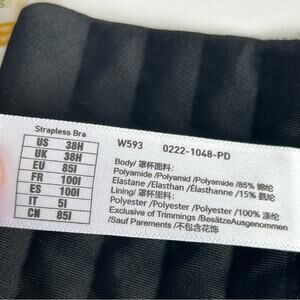 Strapless Bra
US 38H
UK 38H
EU 85I
FR 100I
ES 100I
IT 5I
CN 85I
W593 0222-1048-PD
Body/ 罩杯面料:
Polyamide /Polyamid /Polyamide /85% 锦纶
Elastane /Elasthan /Élasthanne /15% 氨纶
Lining/ 罩杯里料:
Polyester /Polyester /Polyester /100% 涤纶
Exclusive of Trimmings /BesätzeAusgenommen
/Sauf Parements /不包含花饰